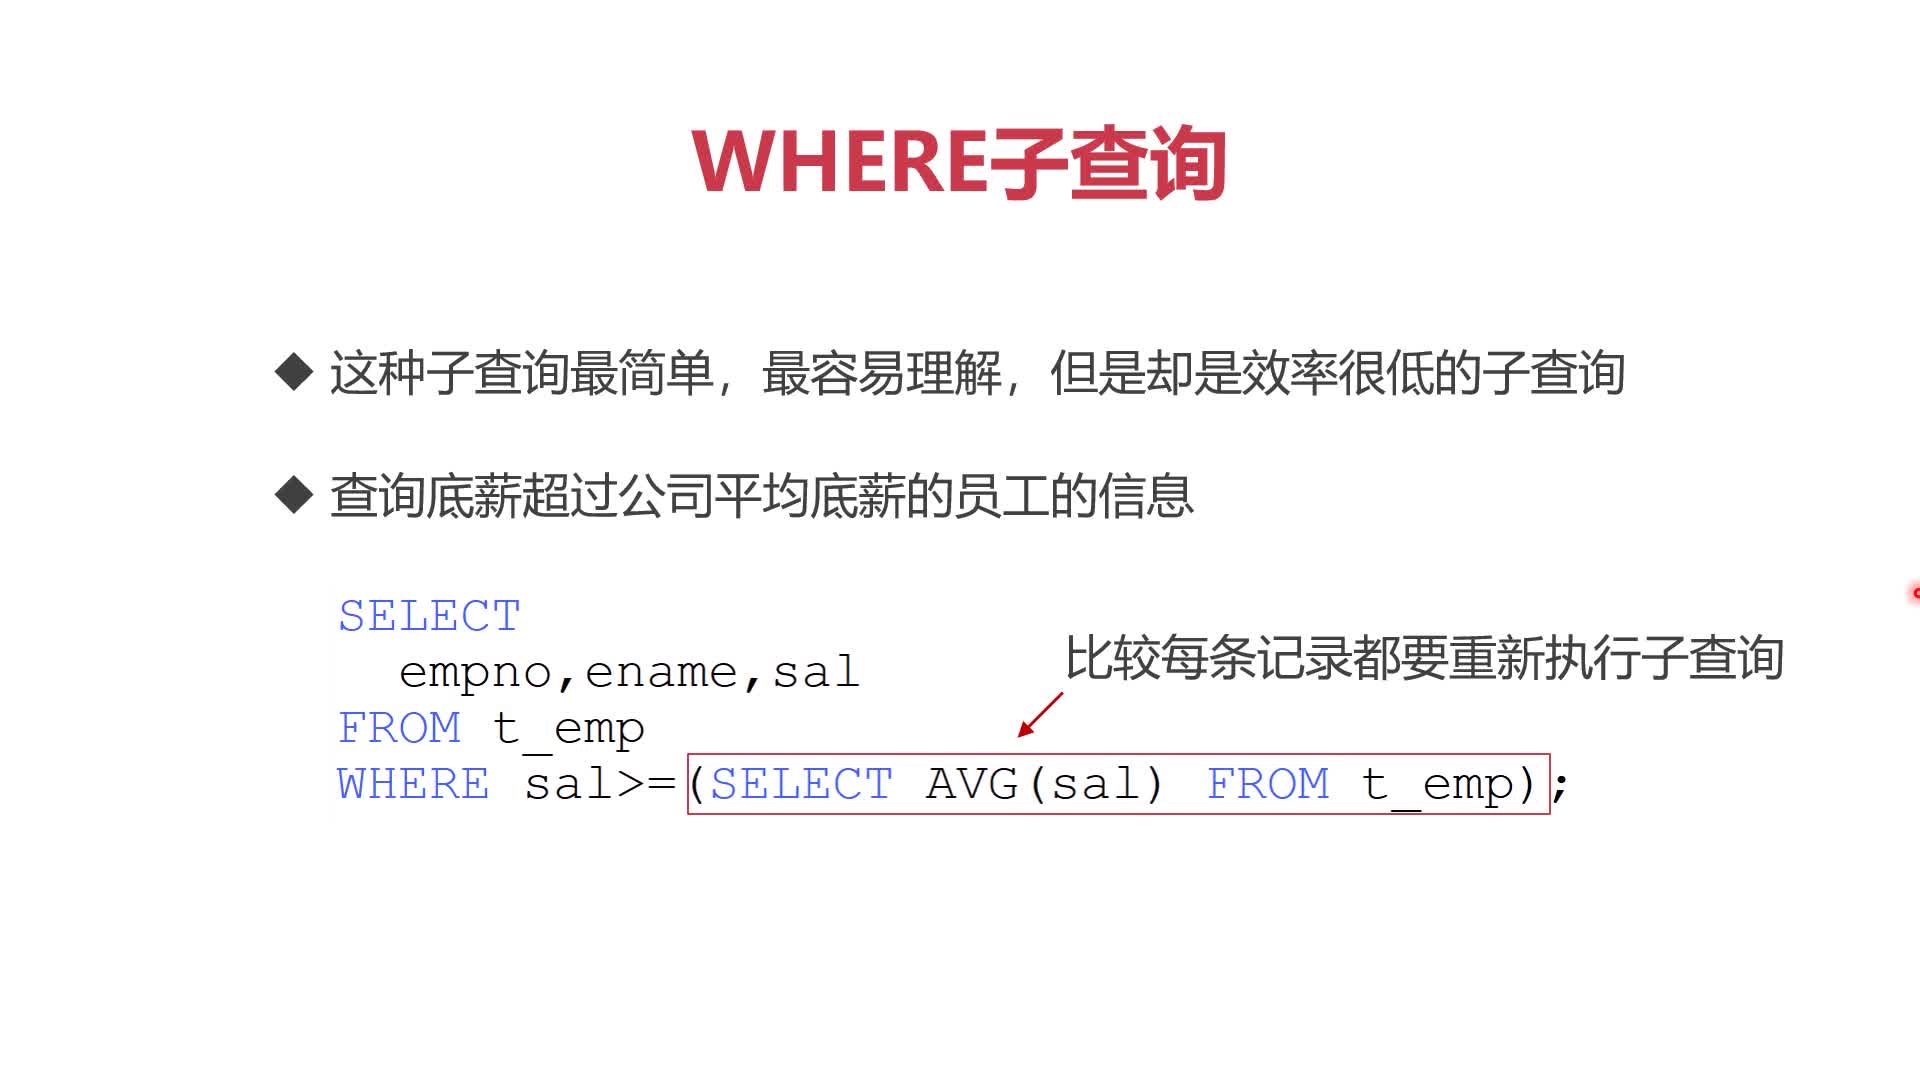 WHERE子查询
这种子查询最简单，最容易理解，但是却是效率很低的子查询
查询底薪超过公司平均底薪的员工的信息
SELECT
empno,ename,sal
比较每条记录都要重新执行子查询
FROM t_emp
WHERE sal>=(SELECT AVG(sal) FROM t_emp);